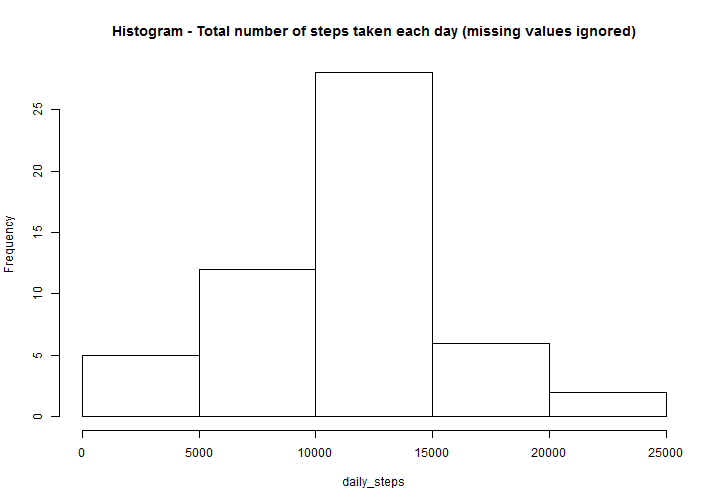 Histogram - Total number of steps taken each day (missing values ignored)
Frequency
25
20
15
10
5
0
0 5000 10000 15000 20000 25000
daily_steps